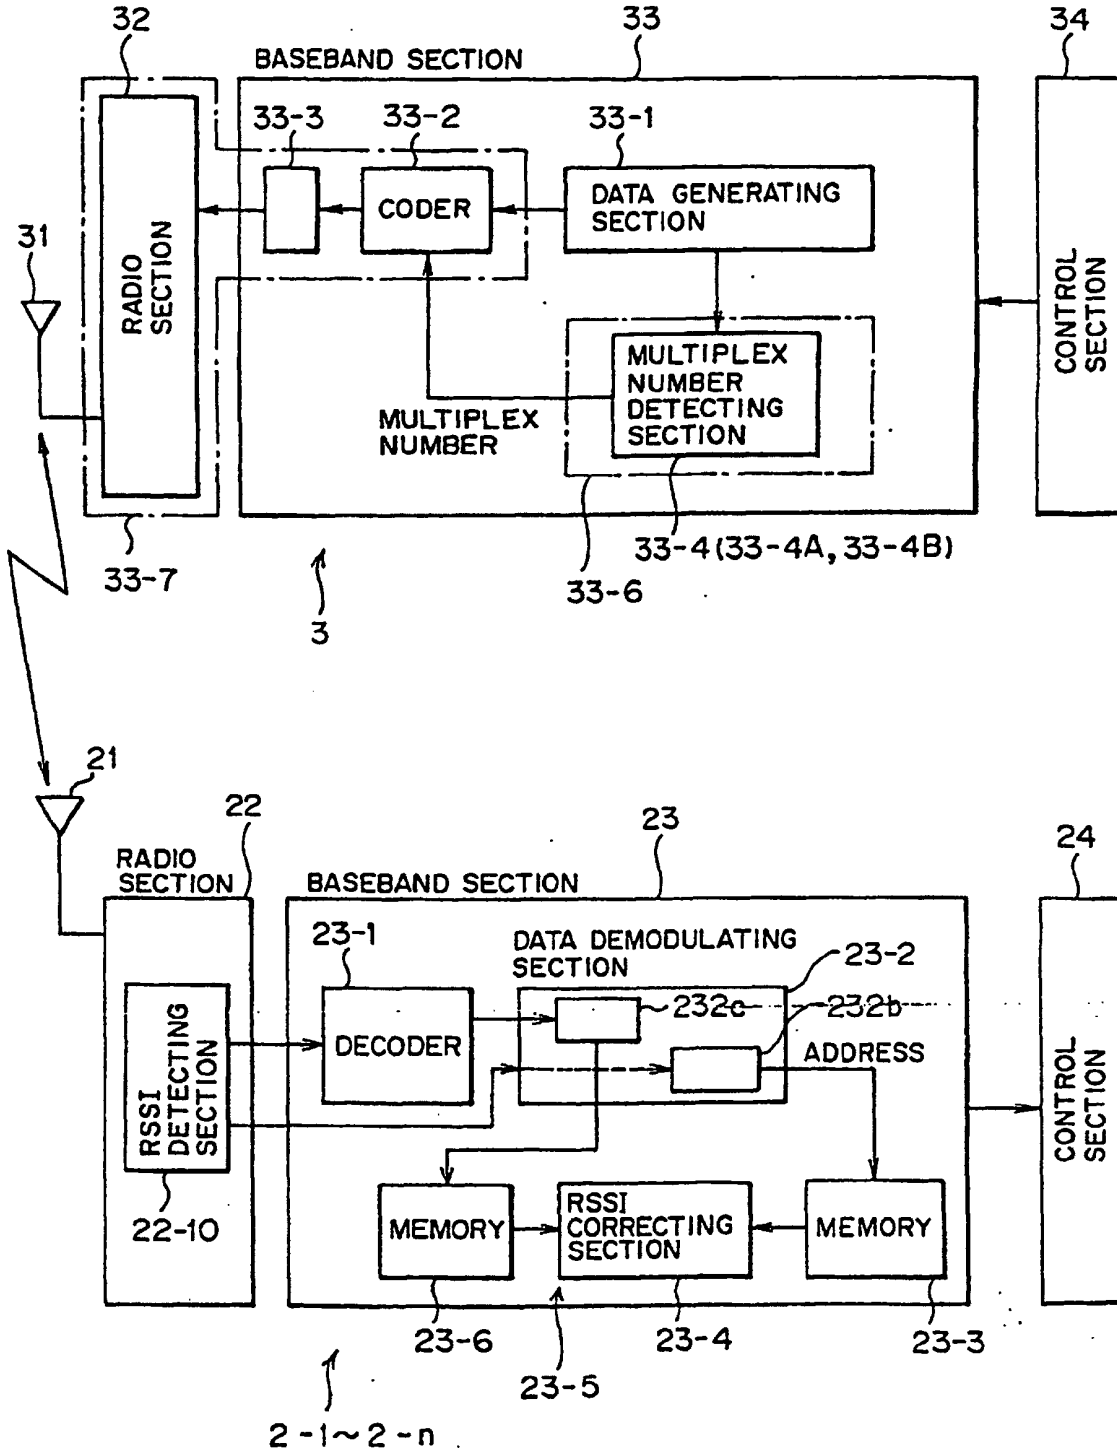 32
33
34
BASEBAND SECTION
33-3
33-2
33-1
CODER
DATA GENERATING
SECTION
31
RADIO
SECTION
CONTROL
SECTION
MULTIPLEX
NUMBER
DETECTING
SECTION
MULTIPLEX
NUMBER
33-4(33-4A, 33-4B)
33-7
33-6
3
21
22
23
24
RADIO
SECTION
BASEBAND SECTION
23-1
DATA DEMODULATING
SECTION
23-2
232a
232b
DECODER
ADDRESS
RSSI
DETECTING
SECTION
CONTROL
SECTION
22-10
MEMORY
RSSI
CORRECTING
SECTION
MEMORY
23-6
23-4
23-3
23-5
2-1~2-n